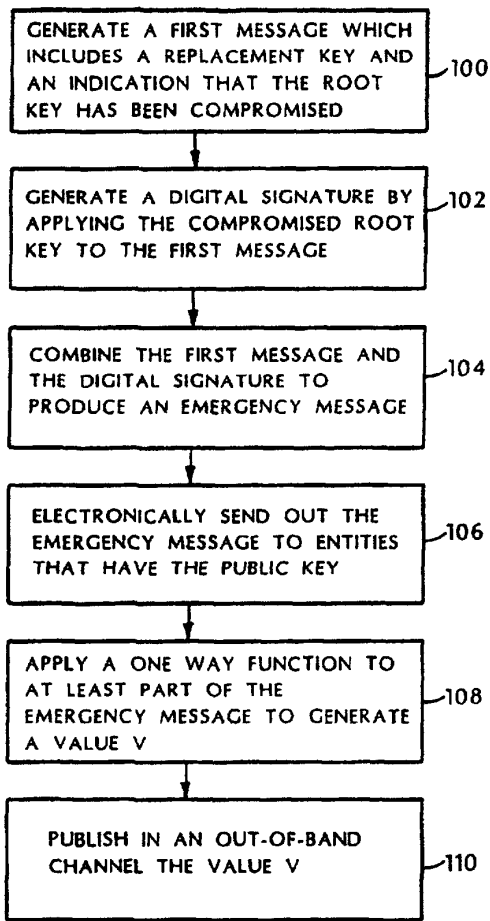 GENERATE A FIRST MESSAGE WHICH
INCLUDES A REPLACEMENT KEY AND
AN INDICATION THAT THE ROOT
KEY HAS BEEN COMPROMISED
100
GENERATE A DIGITAL SIGNATURE BY
APPLYING THE COMPROMISED ROOT
KEY TO THE FIRST MESSAGE
102
COMBINE THE FIRST MESSAGE AND
THE DIGITAL SIGNATURE TO
PRODUCE AN EMERGENCY MESSAGE
104
ELECTRONICALLY SEND OUT THE
EMERGENCY MESSAGE TO ENTITIES
THAT HAVE THE PUBLIC KEY
106
APPLY A ONE WAY FUNCTION TO
AT LEAST PART OF THE
EMERGENCY MESSAGE TO GENERATE
A VALUE V
108
PUBLISH IN AN OUT-OF-BAND
CHANNEL THE VALUE V
110